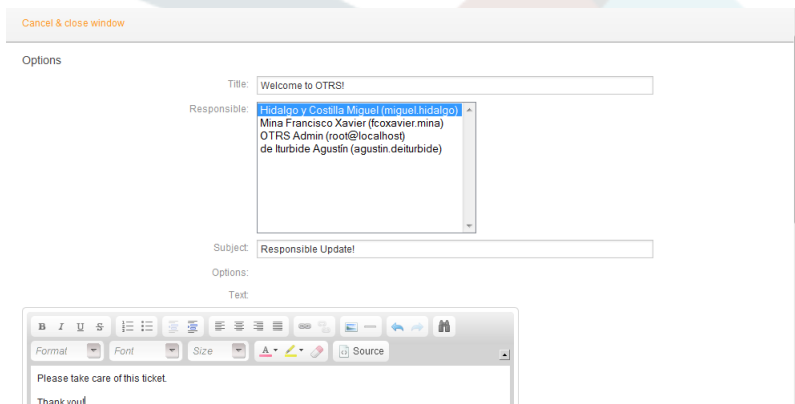 Cancel & close window
Options
Title: Welcome to OTRS!
Responsible: Hidalgo y Costilla Miguel (miguel.hidalgo)
Mina Francisco Xavier (fcoxavier.mina)
OTRS Admin (root@localhost)
de Iturbide Agustín (agustin.deiturbide)
Subject: Responsible Update!
Options:
Text:
B I U S
Format Font Size A Source
Please take care of this ticket.
Thank you!